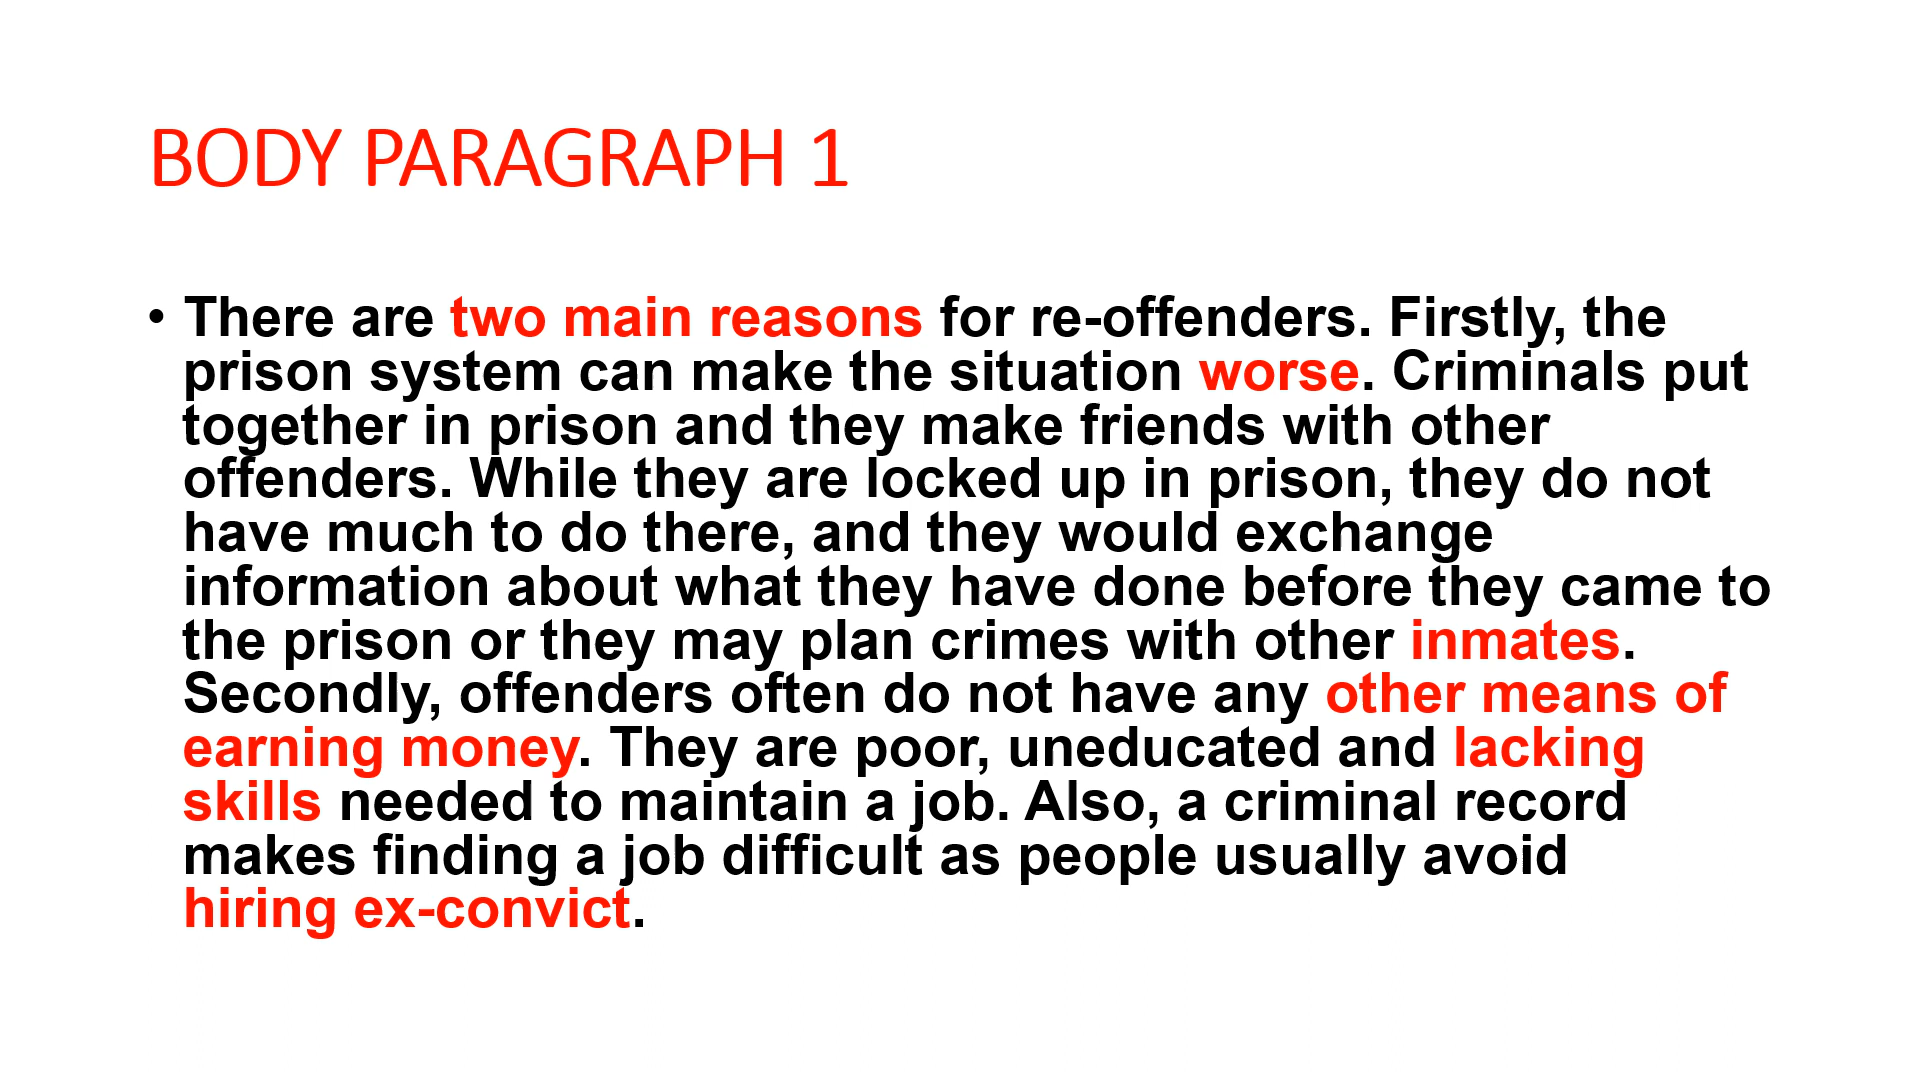 BODY PARAGRAPH 1
• There are two main reasons for re-offenders. Firstly, the
prison system can make the situation worse. Criminals put
together in prison and they make friends with other
offenders. While they are locked up in prison, they do not
have much to do there, and they would exchange
information about what they have done before they came to
the prison or they may plan crimes with other inmates.
Secondly, offenders often do not have any other means of
earning money. They are poor, uneducated and lacking
skills needed to maintain a job. Also, a criminal record
makes finding a job difficult as people usually avoid
hiring ex-convict.